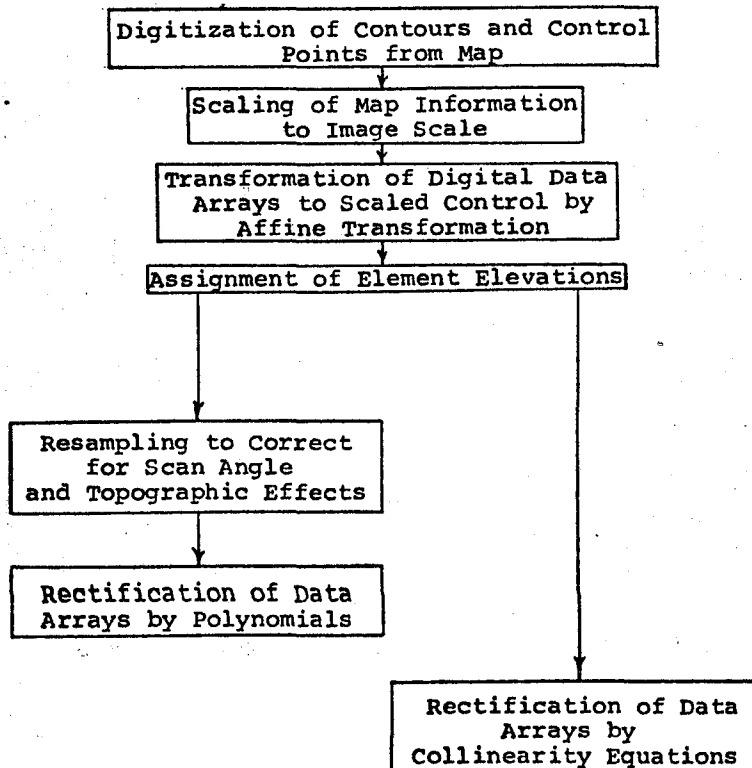 Digitization of Contours and Control
Points from Map
Scaling of Map Information
to Image Scale
Transformation of Digital Data
Arrays to Scaled Control by
Affine Transformation
Assignment of Element Elevations
Resampling to Correct
for Scan Angle
and Topographic Effects
Rectification of Data
Arrays by Polynomials
Rectification of Data
Arrays by
Collinearity Equations